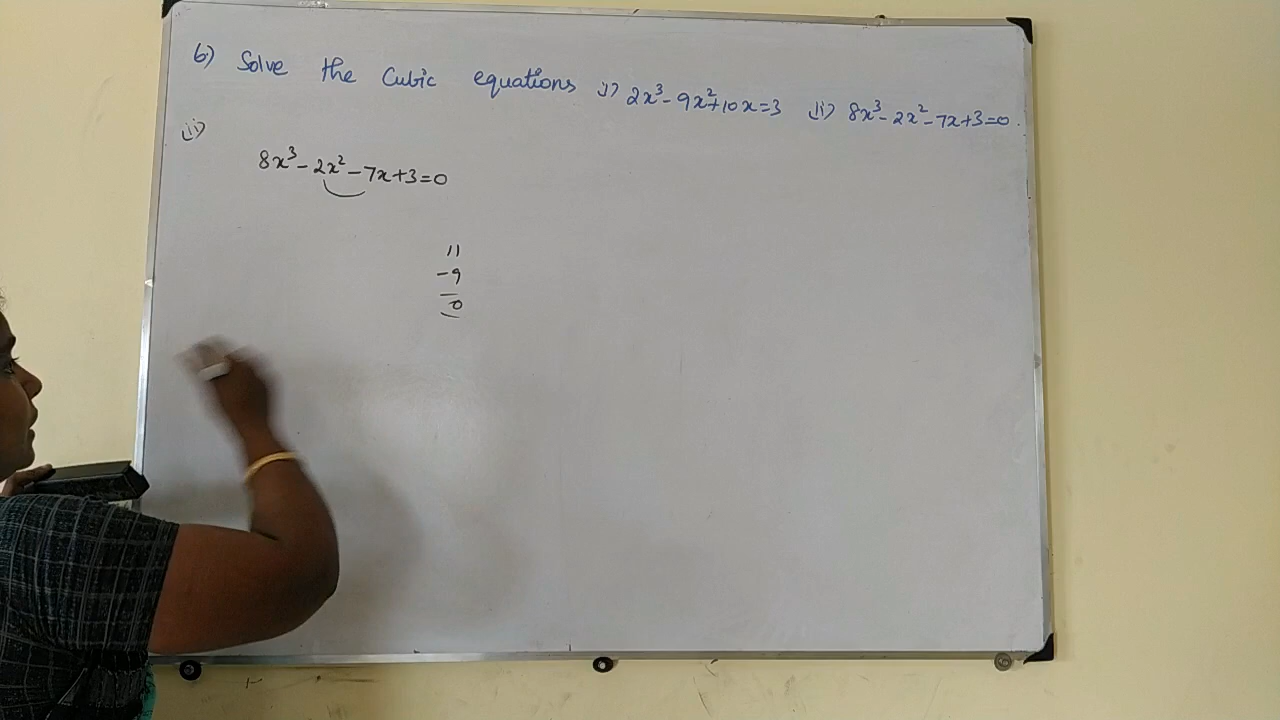 6) Solve the Cubic equations i) 2x³-9x²+10x=3 ii) 8x³-2x²-7x+3=0.
ii)
8x³-2x²-7x+3=0
11
-9
0